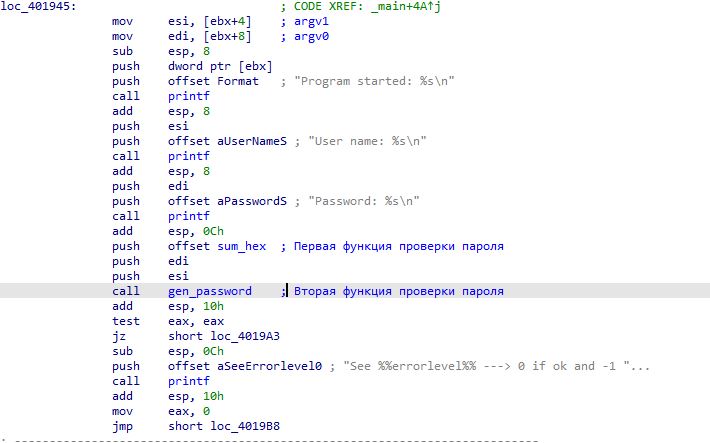 loc_401945: ; CODE XREF: _main+4A↑j
mov esi, [ebx+4] ; argv1
mov edi, [ebx+8] ; argv0
sub esp, 8
push dword ptr [ebx]
push offset Format ; "Program started: %s\n"
call printf
add esp, 8
push esi
push offset aUserNameS ; "User name: %s\n"
call printf
add esp, 8
push edi
push offset aPasswordS ; "Password: %s\n"
call printf
add esp, 0Ch
push offset sum_hex ; Первая функция проверки пароля
push edi
push esi
call gen_password ; Вторая функция проверки пароля
add esp, 10h
test eax, eax
jz short loc_4019A3
sub esp, 0Ch
push offset aSeeErrorlevel0 ; "See %%errorlevel%% ---> 0 if ok and -1 "...
call printf
add esp, 10h
mov eax, 0
jmp short loc_4019B8
; ---------------------------------------------------------------------------